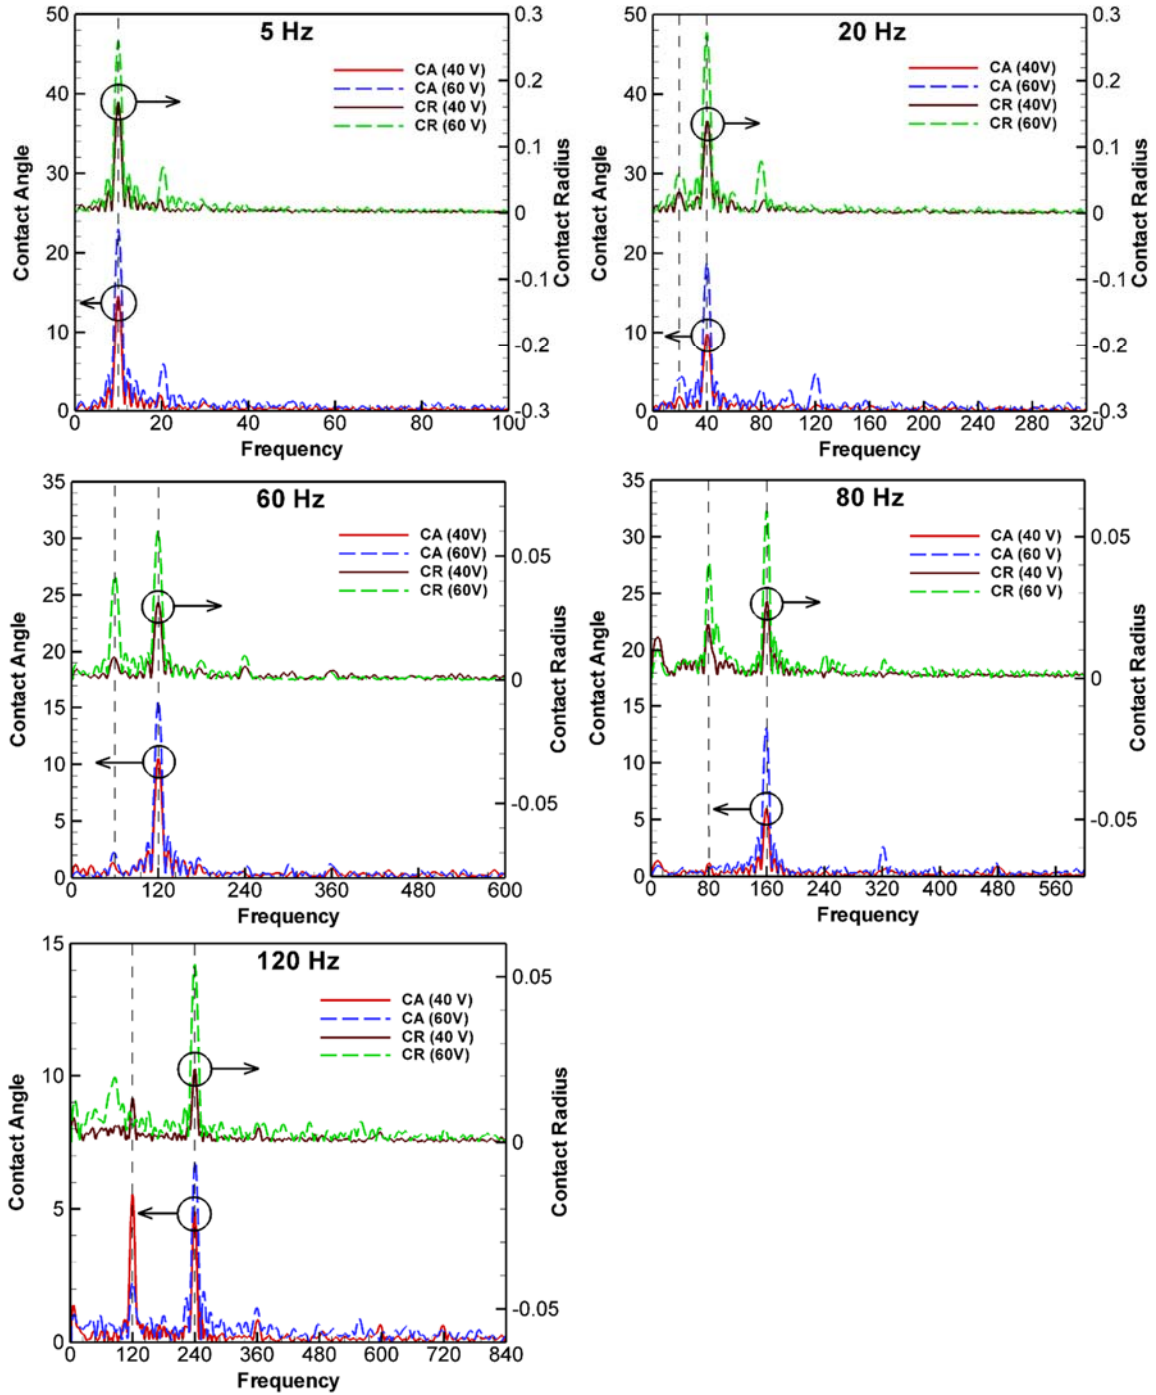 5 Hz
CA (40 V)
CA (60 V)
CR (40 V)
CR (60 V)
Contact Angle
50
40
30
20
10
0
0 20 40 60 80 100
Frequency
0.3
0.2
0.1
0
-0.1
-0.2
-0.3
Contact Radius
20 Hz
CA (40V)
CA (60V)
CR (40V)
CR (60V)
Contact Angle
50
40
30
20
10
0
0 40 80 120 160 200 240 280 320
Frequency
0.3
0.2
0.1
0
-0.1
-0.2
-0.3
Contact Radius
60 Hz
CA (40V)
CA (60V)
CR (40V)
CR (60V)
Contact Angle
35
30
25
20
15
10
5
0
0 120 240 360 480 600
Frequency
0.05
0
-0.05
Contact Radius
80 Hz
CA (40 V)
CA (60 V)
CR (40 V)
CR (60 V)
Contact Angle
35
30
25
20
15
10
5
0
0 80 160 240 320 400 480 560
Frequency
0.05
0
-0.05
Contact Radius
120 Hz
CA (40 V)
CA (60V)
CR (40 V)
CR (60V)
Contact Angle
15
10
5
0
0 120 240 360 480 600 720 840
Frequency
0.05
0
-0.05
Contact Radius